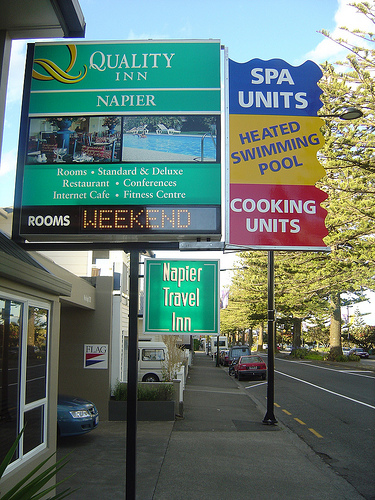 QUALITY
INN
NAPIER
Rooms • Standard & Deluxe
Restaurant • Conferences
Internet Cafe • Fitness Centre
ROOMS WEEKEND
SPA
UNITS
HEATED
SWIMMING
POOL
COOKING
UNITS
Napier
Travel
Inn
FLAG